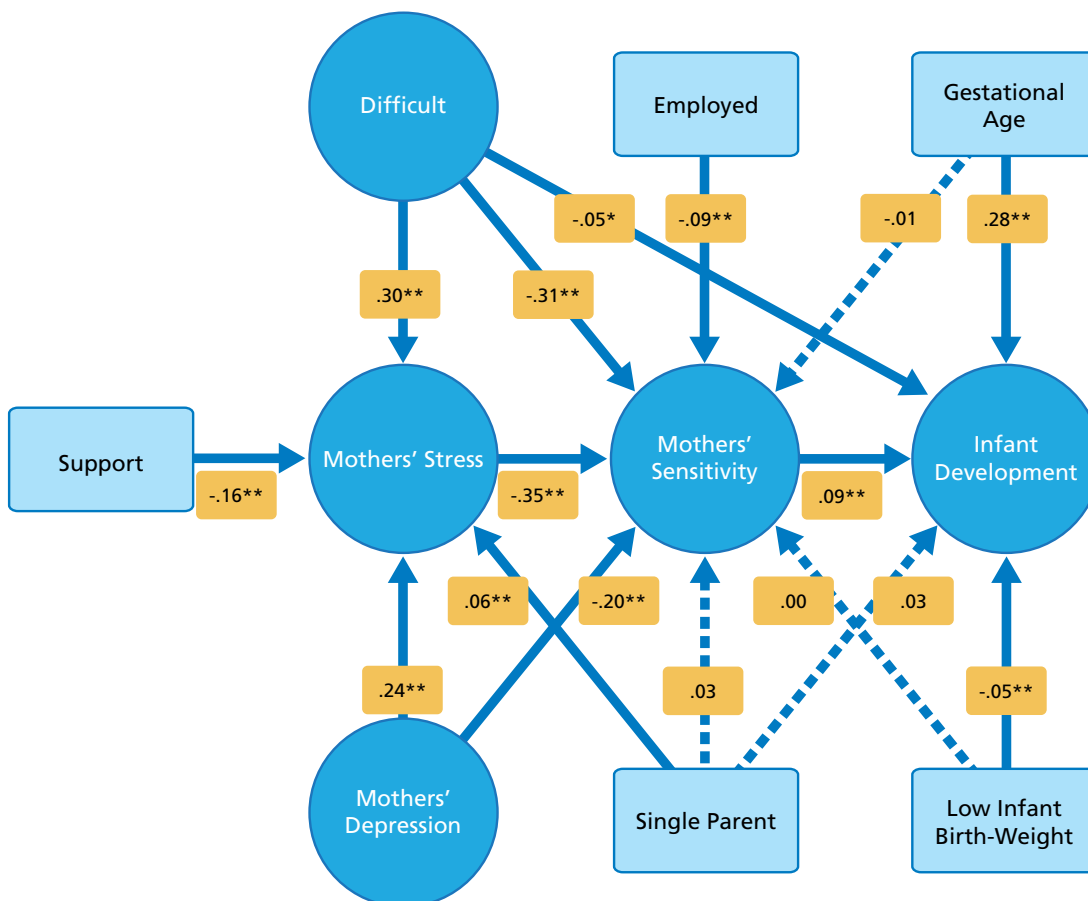 Difficult
Employed
Gestational
Age
-.05*
-.09**
-.01
.28**
.30**
-.31**
Support
Mothers' Stress
Mothers'
Sensitivity
Infant
Development
-.16**
-.35**
.09**
.06**
-.20**
.00
.03
.24**
.03
-.05**
Mothers'
Depression
Single Parent
Low Infant
Birth-Weight